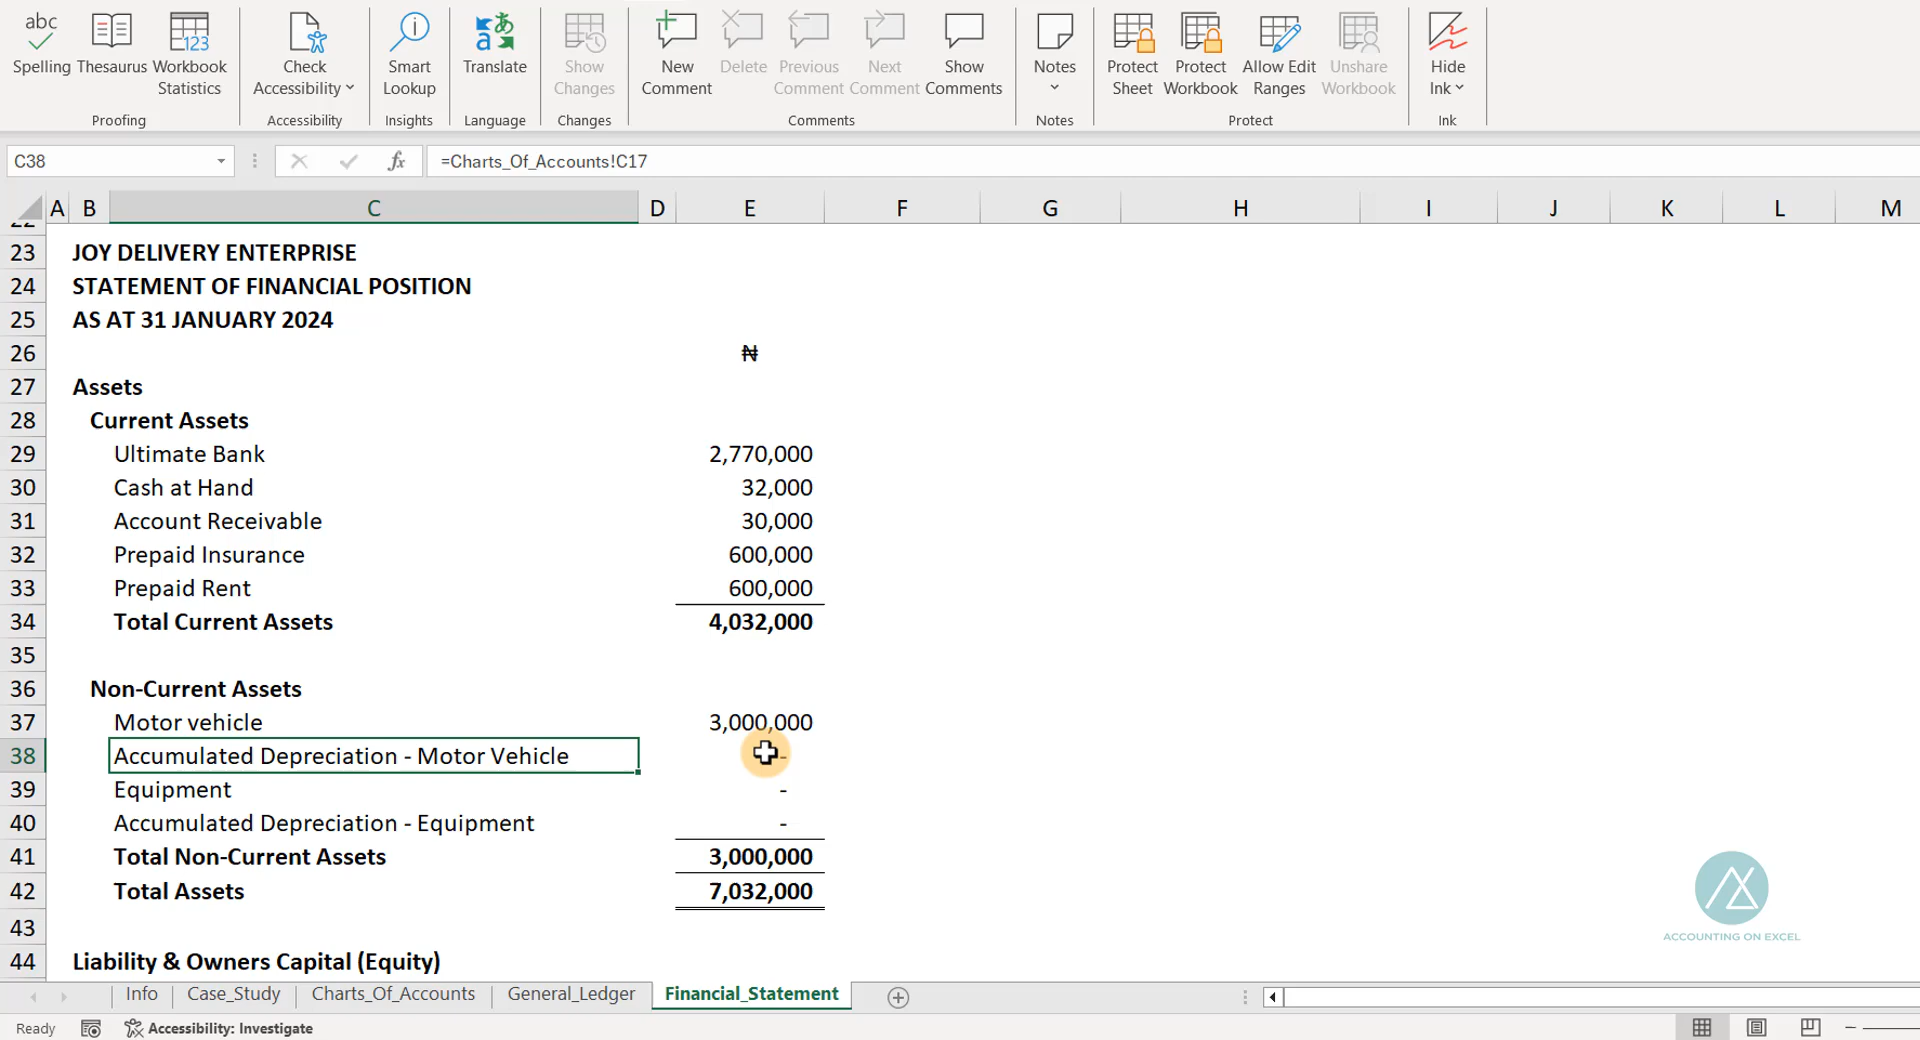 abc
Spelling Thesaurus Workbook Statistics
123
Proofing
Check Accessibility
Accessibility
Smart Lookup
Insights
Translate
Language
Show Changes
Changes
New Comment Delete Previous Comment Next Comment Show Comments
Comments
Notes
Notes
Protect Sheet Protect Workbook Allow Edit Ranges Unshare Workbook
Protect
Hide Ink
Ink
C38 fx =Charts_Of_Accounts!C17
A B C D E F G H I J K L M
23 JOY DELIVERY ENTERPRISE
24 STATEMENT OF FINANCIAL POSITION
25 AS AT 31 JANUARY 2024
26 ₦
27 Assets
28 Current Assets
29 Ultimate Bank 2,770,000
30 Cash at Hand 32,000
31 Account Receivable 30,000
32 Prepaid Insurance 600,000
33 Prepaid Rent 600,000
34 Total Current Assets 4,032,000
35
36 Non-Current Assets
37 Motor vehicle 3,000,000
38 Accumulated Depreciation - Motor Vehicle -
39 Equipment -
40 Accumulated Depreciation - Equipment -
41 Total Non-Current Assets 3,000,000
42 Total Assets 7,032,000
43
44 Liability & Owners Capital (Equity)
ACCOUNTING ON EXCEL
Info Case_Study Charts_Of_Accounts General_Ledger Financial_Statement
Ready Accessibility: Investigate